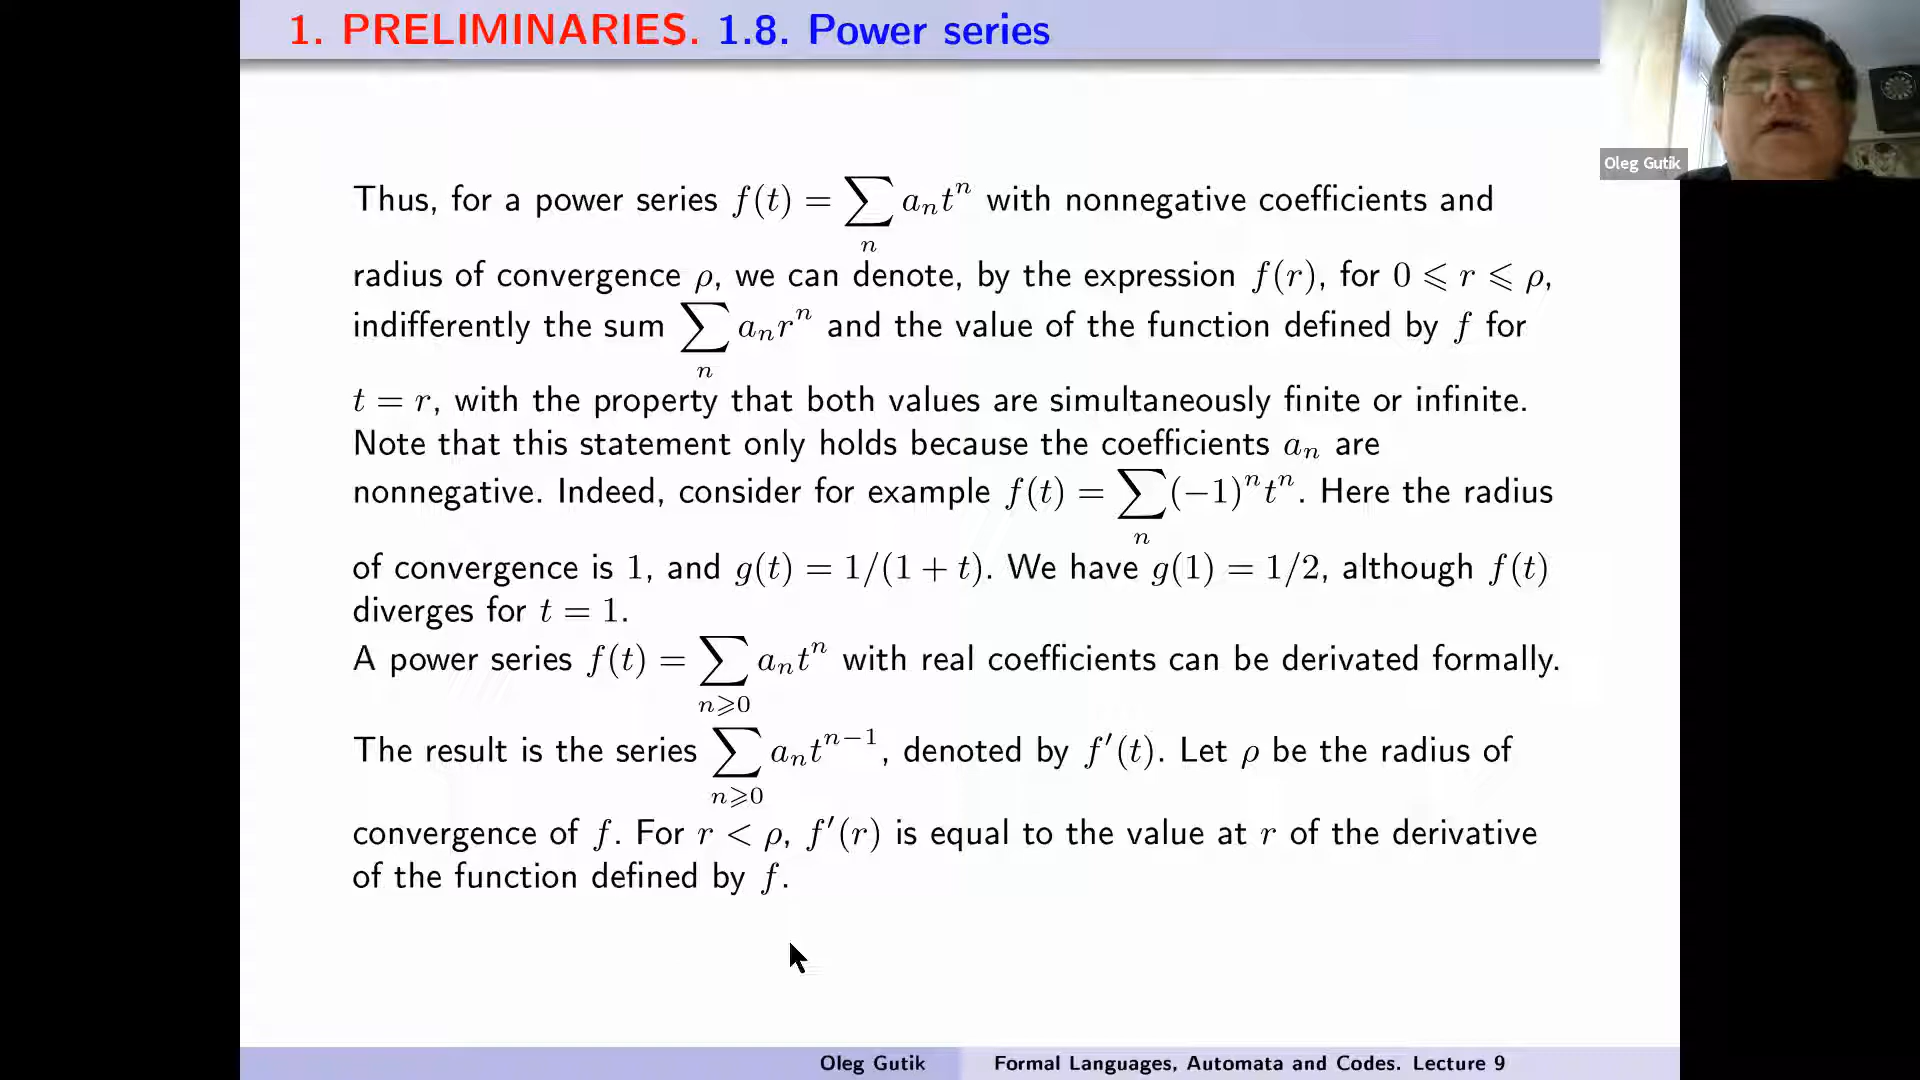 1. PRELIMINARIES. 1.8. Power series
Oleg Gutik
Thus, for a power series f(t) = ∑_n a_n t^n with nonnegative coefficients and
radius of convergence ρ, we can denote, by the expression f(r), for 0 ⩽ r ⩽ ρ,
indifferently the sum ∑_n a_n r^n and the value of the function defined by f for
t = r, with the property that both values are simultaneously finite or infinite.
Note that this statement only holds because the coefficients a_n are
nonnegative. Indeed, consider for example f(t) = ∑_n (−1)^n t^n. Here the radius
of convergence is 1, and g(t) = 1/(1 + t). We have g(1) = 1/2, although f(t)
diverges for t = 1.
A power series f(t) = ∑_{n⩾0} a_n t^n with real coefficients can be derivated formally.
The result is the series ∑_{n⩾0} a_n t^{n−1}, denoted by f′(t). Let ρ be the radius of
convergence of f. For r < ρ, f′(r) is equal to the value at r of the derivative
of the function defined by f.
Oleg Gutik Formal Languages, Automata and Codes. Lecture 9